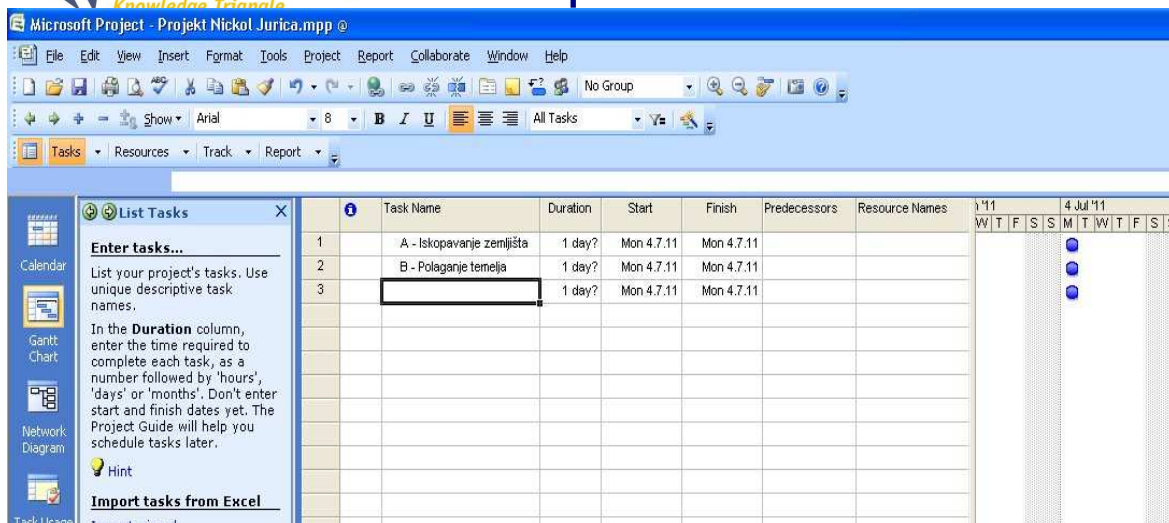 Knowledge Triangle
Microsoft Project - Projekt Nickol Jurica.mpp @
File Edit View Insert Format Tools Project Report Collaborate Window Help
No Group
Show Arial 8 B I U All Tasks
Tasks Resources Track Report
List Tasks X
Task Name Duration Start Finish Predecessors Resource Names '11 4 Jul '11
W T F S S M T W T F S
Enter tasks...
List your project's tasks. Use
unique descriptive task
names.
In the Duration column,
enter the time required to
complete each task, as a
number followed by 'hours',
'days' or 'months'. Don't enter
start and finish dates yet. The
Project Guide will help you
schedule tasks later.
Hint
Import tasks from Excel
Calendar
Gantt
Chart
Network
Diagram
Task Usage
1 A - Iskopavanje zemljišta 1 day? Mon 4.7.11 Mon 4.7.11
2 B - Polaganje temelja 1 day? Mon 4.7.11 Mon 4.7.11
3 1 day? Mon 4.7.11 Mon 4.7.11